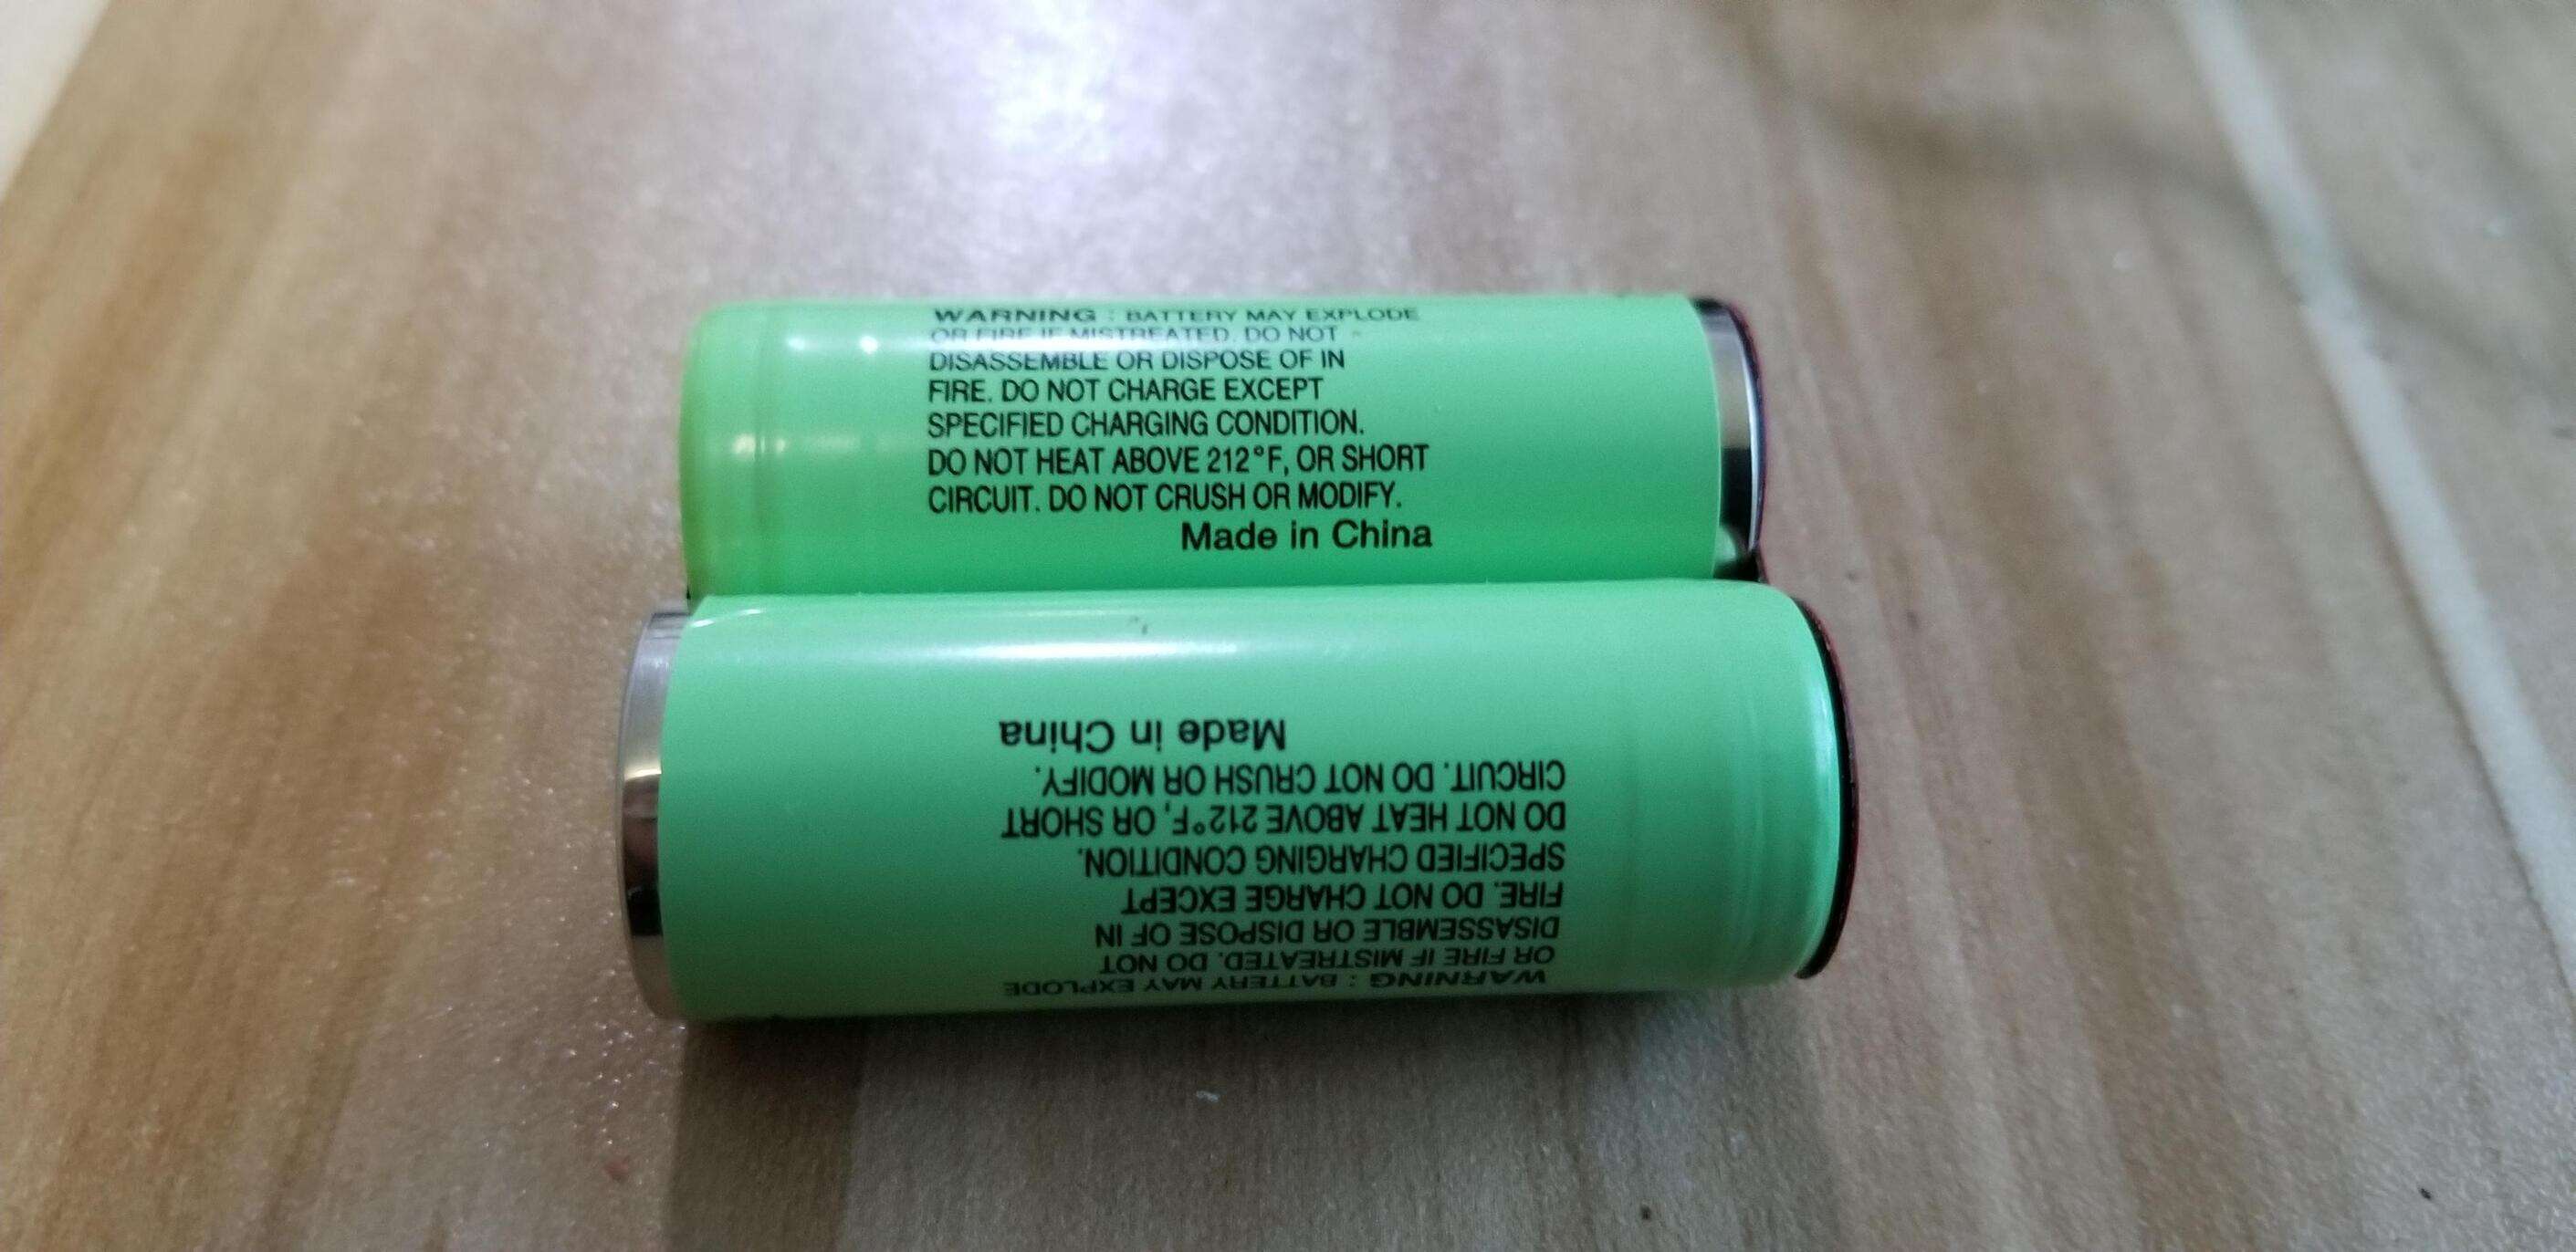 WARNING : BATTERY MAY EXPLODE
OR FIRE IF MISTREATED. DO NOT
DISASSEMBLE OR DISPOSE OF IN
FIRE. DO NOT CHARGE EXCEPT
SPECIFIED CHARGING CONDITION.
DO NOT HEAT ABOVE 212°F, OR SHORT
CIRCUIT. DO NOT CRUSH OR MODIFY.
Made in China
WARNING : BATTERY MAY EXPLODE
OR FIRE IF MISTREATED. DO NOT
DISASSEMBLE OR DISPOSE OF IN
FIRE. DO NOT CHARGE EXCEPT
SPECIFIED CHARGING CONDITION.
DO NOT HEAT ABOVE 212°F, OR SHORT
CIRCUIT. DO NOT CRUSH OR MODIFY.
Made in China